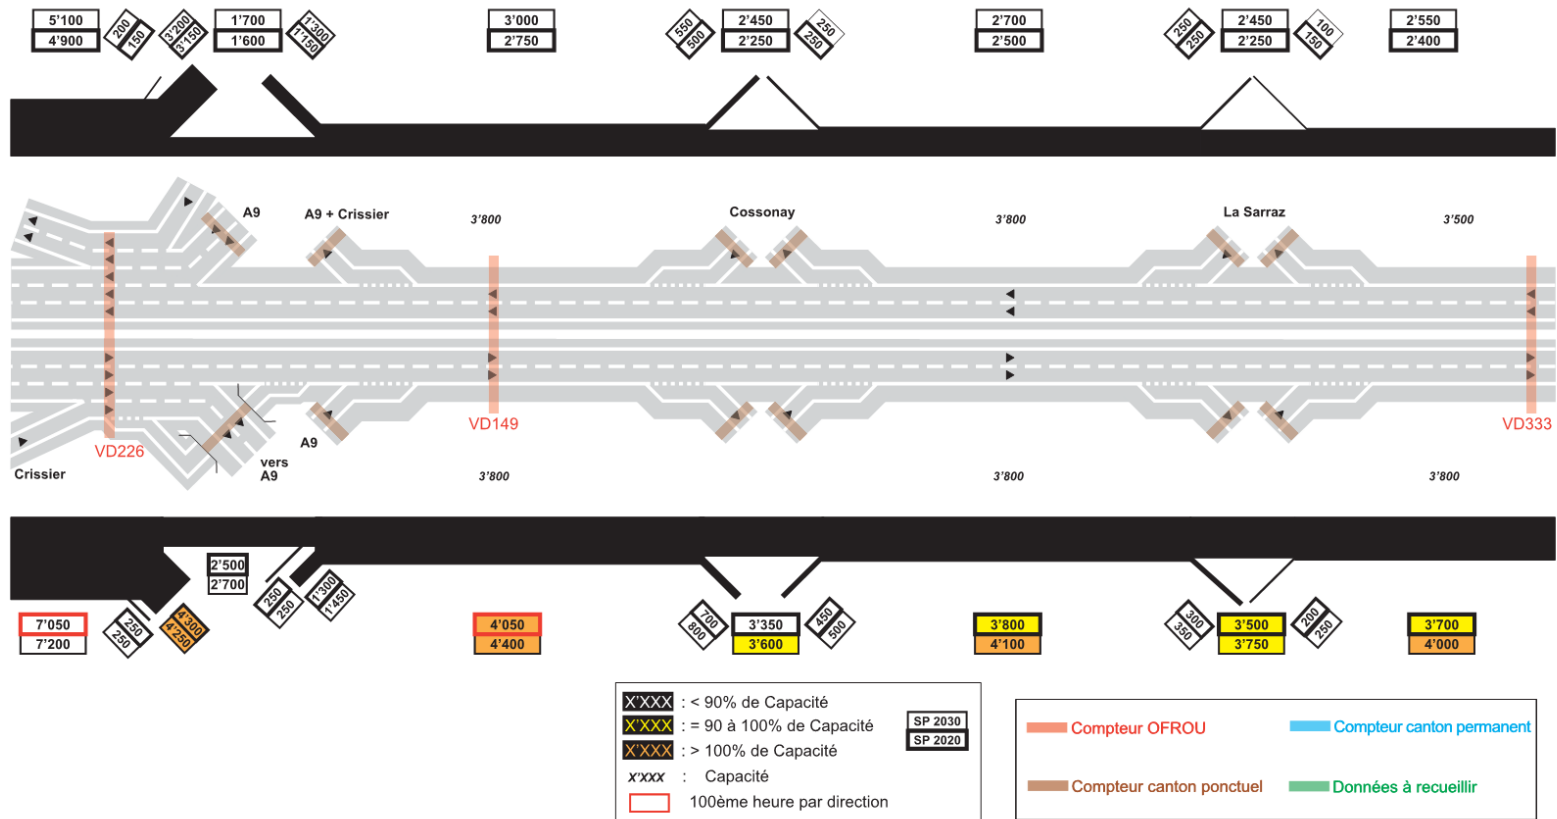 5'100
4'900
200
150
3'200
3'150
1'700
1'600
1'300
1'150
3'000
2'750
550
500
2'450
2'250
250
250
2'700
2'500
250
250
2'450
2'250
100
150
2'550
2'400
A9
A9 + Crissier
3'800
Cossonay
3'800
La Sarraz
3'500
VD226
VD149
VD333
Crissier
vers
A9
A9
3'800
3'800
3'800
2'500
2'700
250
250
1'300
1'450
7'050
7'200
250
250
4'300
4'250
4'050
4'400
700
800
3'350
3'600
450
500
3'800
4'100
300
350
3'500
3'750
200
250
3'700
4'000
X'XXX : < 90% de Capacité
X'XXX : = 90 à 100% de Capacité
X'XXX : > 100% de Capacité
X'XXX : Capacité
100ème heure par direction
SP 2030
SP 2020
Compteur OFROU
Compteur canton permanent
Compteur canton ponctuel
Données à recueillir